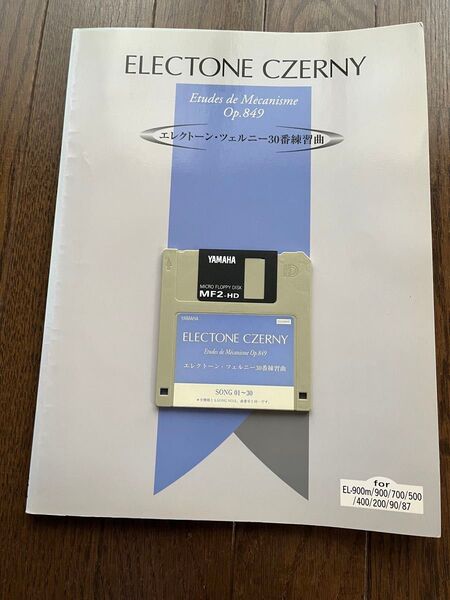 ELECTONE CZERNY
Etudes de Mécanisme
Op.849
エレクトーン・ツェルニー30番練習曲
YAMAHA
MICRO FLOPPY DISK
MF2-HD
YAMAHA
ELECTONE CZERNY
Etudes de Mécanisme Op.849
エレクトーン・ツェルニー30番練習曲
SONG 01〜30
for
EL-900m/900/700/500
/400/200/90/87